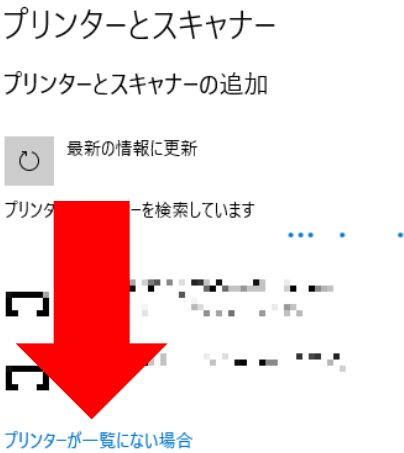 プリンターとスキャナー
プリンターとスキャナーの追加
最新の情報に更新
プリンタ ーを検索しています
プリンターが一覧にない場合